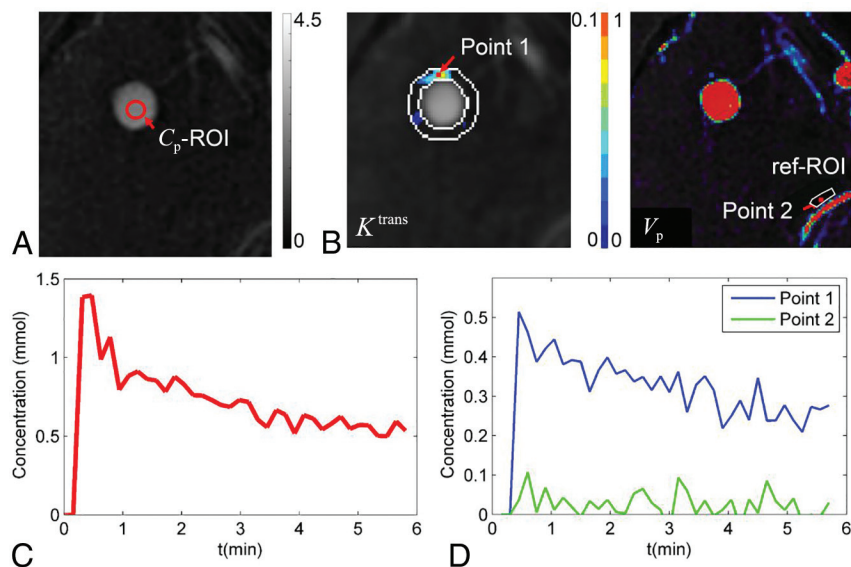 4.5
Cp-ROI
0
A
Point 1
Ktrans
B
0.1 1
0 0
ref-ROI
Point 2
Vp
1.5
1
0.5
0
Concentration (mmol)
0 1 2 3 4 5 6
t(min)
C
0.5
0.4
0.3
0.2
0.1
0
Concentration (mmol)
Point 1
Point 2
0 1 2 3 4 5 6
t(min)
D